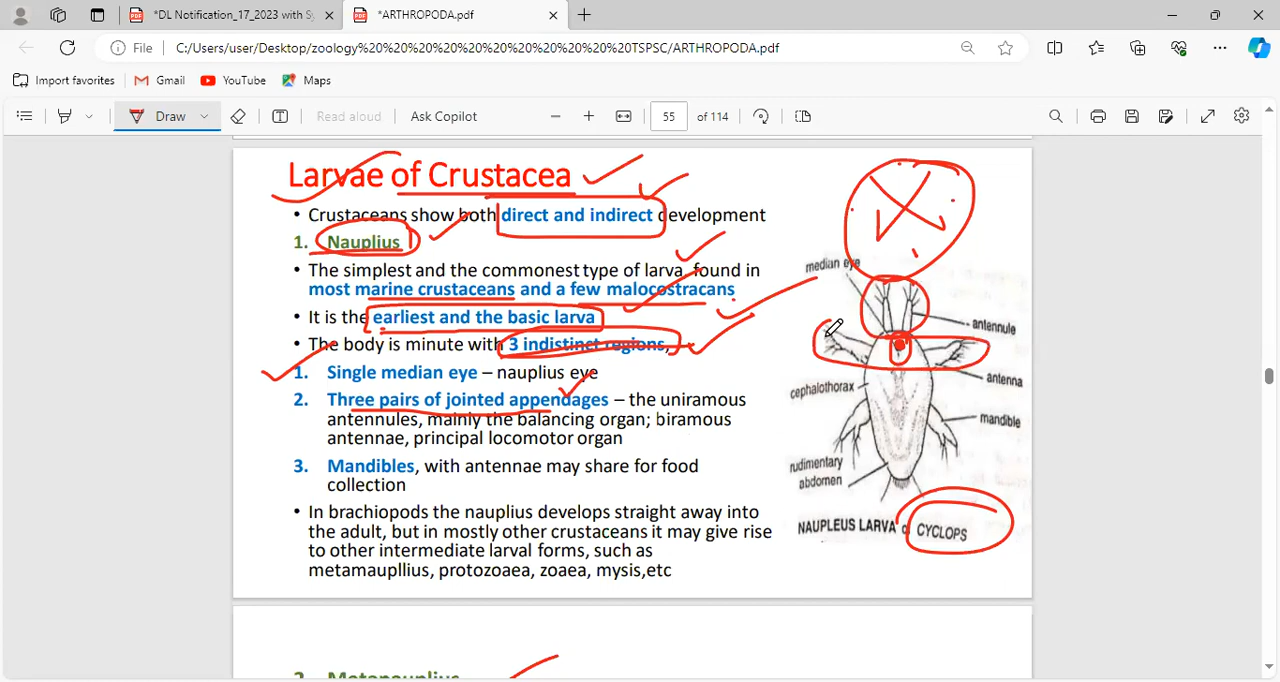 *DL Notification_17_2023 with Sy
*ARTHROPODA.pdf
File
C:/Users/user/Desktop/zoology%20%20%20%20%20%20%20%20%20%20TSPSC/ARTHROPODA.pdf
Import favorites
Gmail
YouTube
Maps
Draw
Read aloud
Ask Copilot
55
of 114
Larvae of Crustacea
• Crustaceans show both direct and indirect development
1. Nauplius
• The simplest and the commonest type of larva, found in
most marine crustaceans and a few malocostracans
• It is the earliest and the basic larva
• The body is minute with 3 indistinct regions,
1. Single median eye – nauplius eye
2. Three pairs of jointed appendages – the uniramous
antennules, mainly the balancing organ; biramous
antennae, principal locomotor organ
3. Mandibles, with antennae may share for food
collection
• In brachiopods the nauplius develops straight away into
the adult, but in mostly other crustaceans it may give rise
to other intermediate larval forms, such as
metamaupllius, protozoaea, zoaea, mysis,etc
median eye
antennule
antenna
cephalothorax
mandible
rudimentary
abdomen
NAUPLEUS LARVA
CYCLOPS
2. Metanauplius